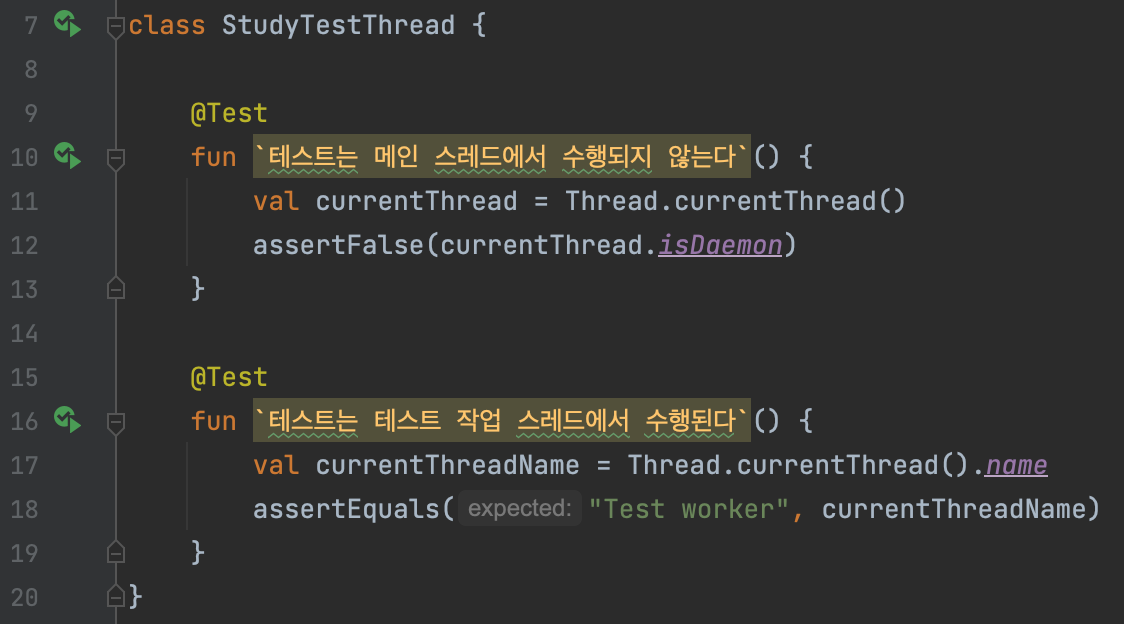 7 class StudyTestThread {
8
9 @Test
10 fun `테스트는 메인 스레드에서 수행되지 않는다`() {
11 val currentThread = Thread.currentThread()
12 assertFalse(currentThread.isDaemon)
13 }
14
15 @Test
16 fun `테스트는 테스트 작업 스레드에서 수행된다`() {
17 val currentThreadName = Thread.currentThread().name
18 assertEquals( expected: "Test worker", currentThreadName)
19 }
20 }